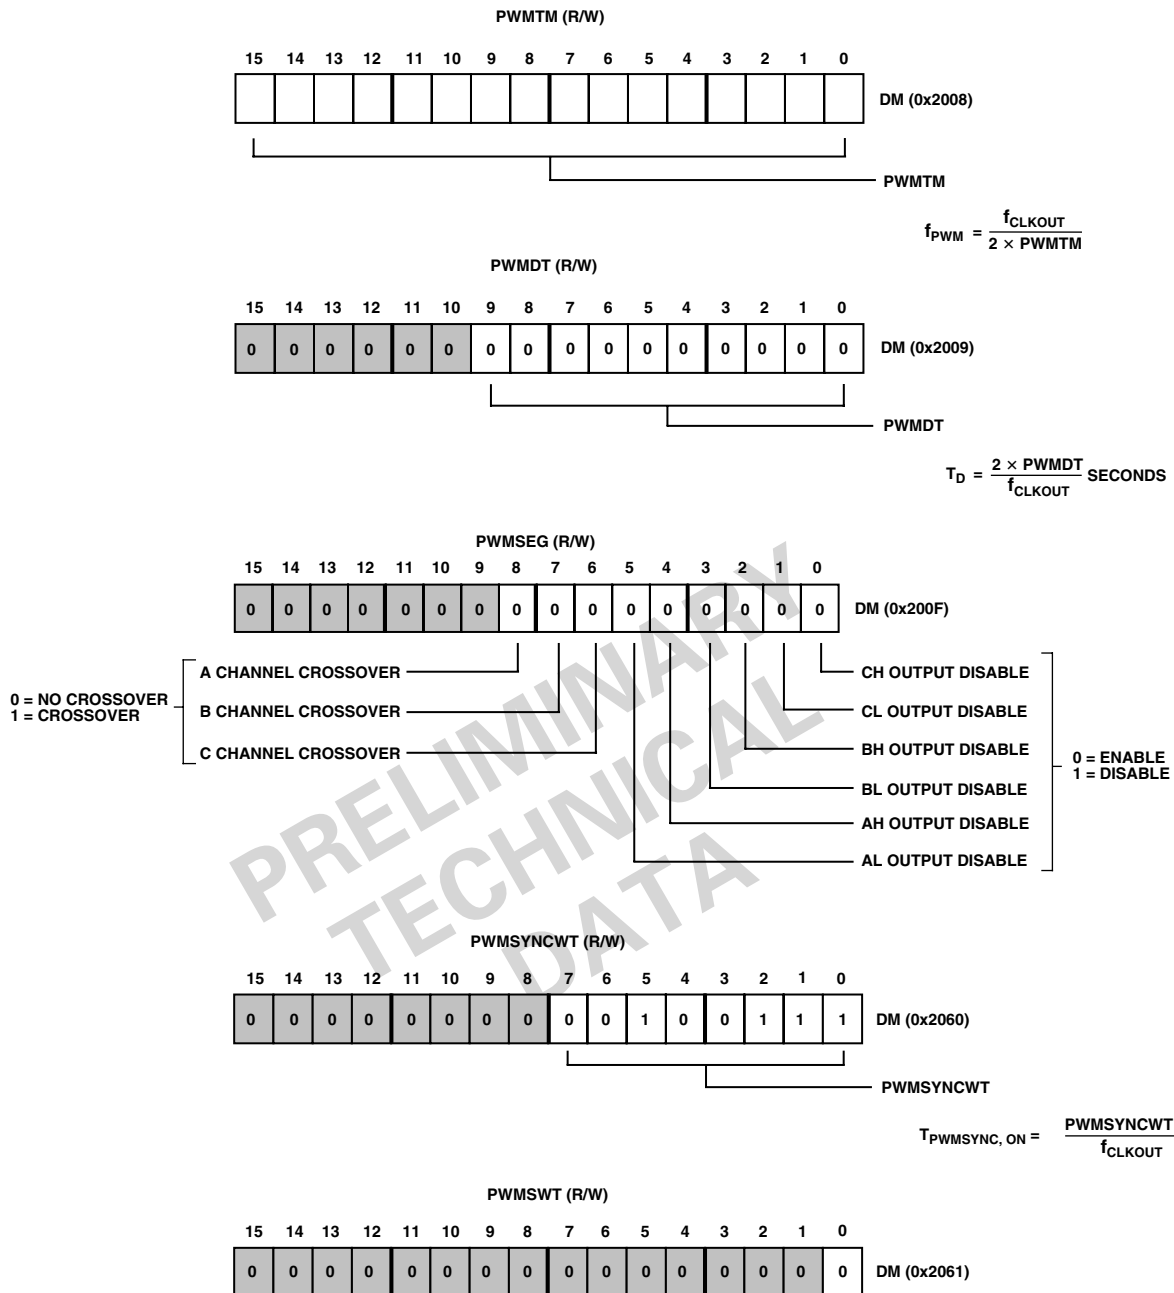 PWMTM (R/W)
15 14 13 12 11 10 9 8 7 6 5 4 3 2 1 0
DM (0x2008)
PWMTM
f_PWM = f_CLKOUT / 2 × PWMTM
PWMDT (R/W)
15 14 13 12 11 10 9 8 7 6 5 4 3 2 1 0
0 0 0 0 0 0 0 0 0 0 0 0 0 0 0 0 DM (0x2009)
PWMDT
T_D = 2 × PWMDT / f_CLKOUT SECONDS
PWMSEG (R/W)
15 14 13 12 11 10 9 8 7 6 5 4 3 2 1 0
0 0 0 0 0 0 0 0 0 0 0 0 0 0 0 0 DM (0x200F)
A CHANNEL CROSSOVER
B CHANNEL CROSSOVER
C CHANNEL CROSSOVER
0 = NO CROSSOVER
1 = CROSSOVER
CH OUTPUT DISABLE
CL OUTPUT DISABLE
BH OUTPUT DISABLE
BL OUTPUT DISABLE
AH OUTPUT DISABLE
AL OUTPUT DISABLE
0 = ENABLE
1 = DISABLE
PRELIMINARY
TECHNICAL
DATA
PWMSYNCWT (R/W)
15 14 13 12 11 10 9 8 7 6 5 4 3 2 1 0
0 0 0 0 0 0 0 0 0 0 1 0 0 1 1 1 DM (0x2060)
PWMSYNCWT
T_PWMSYNC, ON = PWMSYNCWT / f_CLKOUT
PWMSWT (R/W)
15 14 13 12 11 10 9 8 7 6 5 4 3 2 1 0
0 0 0 0 0 0 0 0 0 0 0 0 0 0 0 0 DM (0x2061)